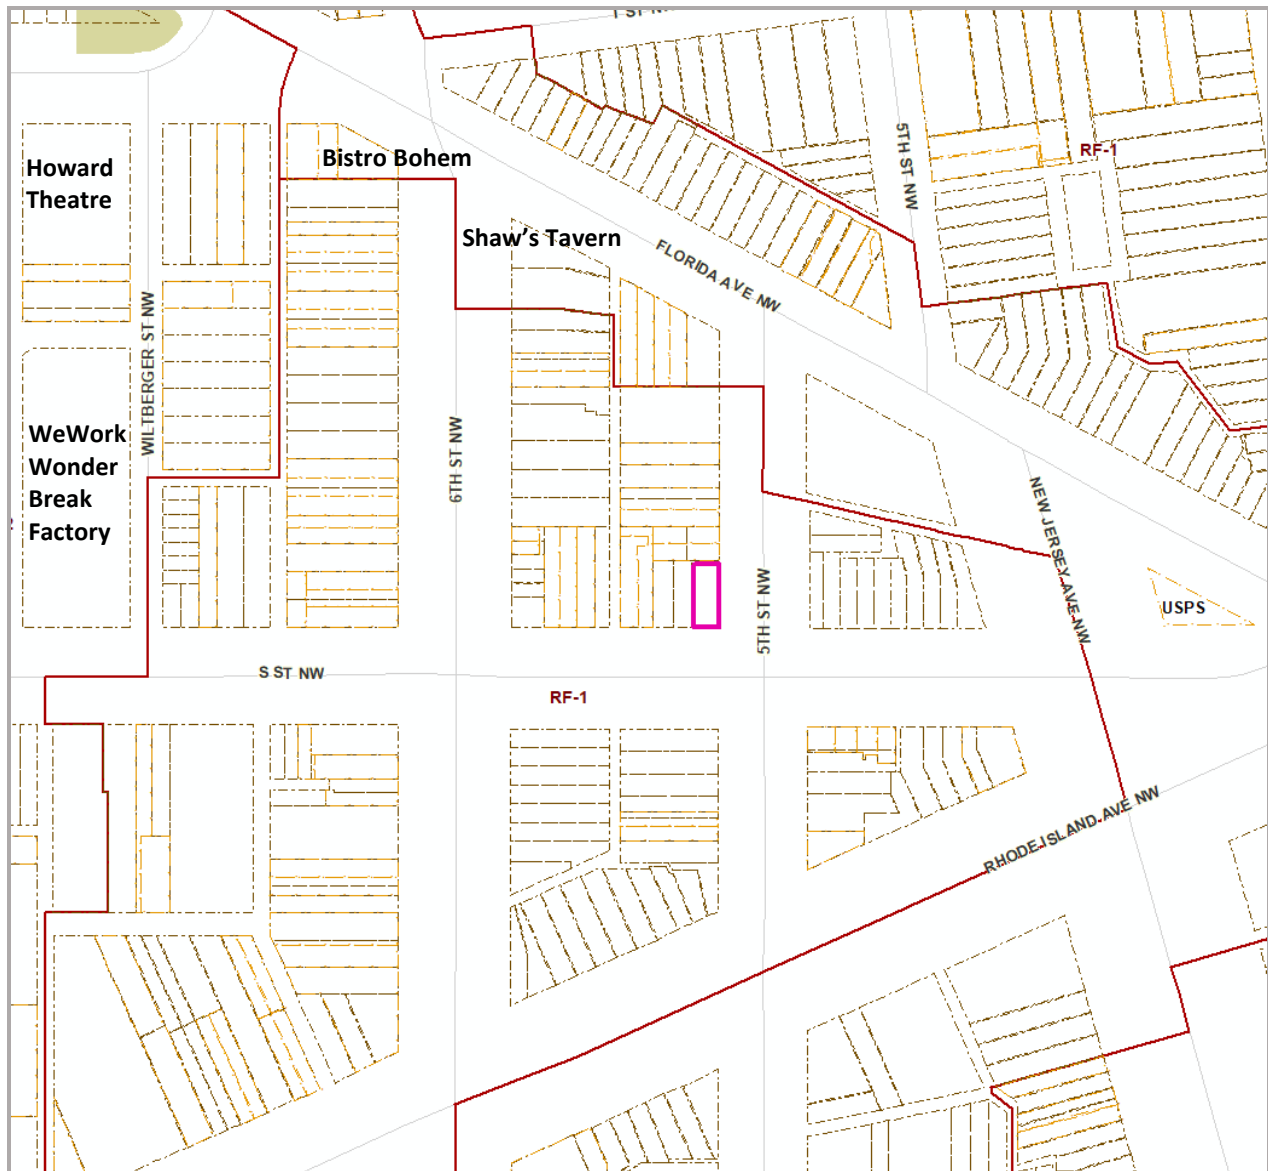 5TH ST NW
RF-1
Howard
Theatre
Bistro Bohem
Shaw's Tavern
FLORIDA AVE NW
WILTBERGER ST NW
WeWork
Wonder
Break
Factory
6TH ST NW
NEW JERSEY AVE NW
5TH ST NW
USPS
S ST NW
RF-1
RHODE ISLAND AVE NW